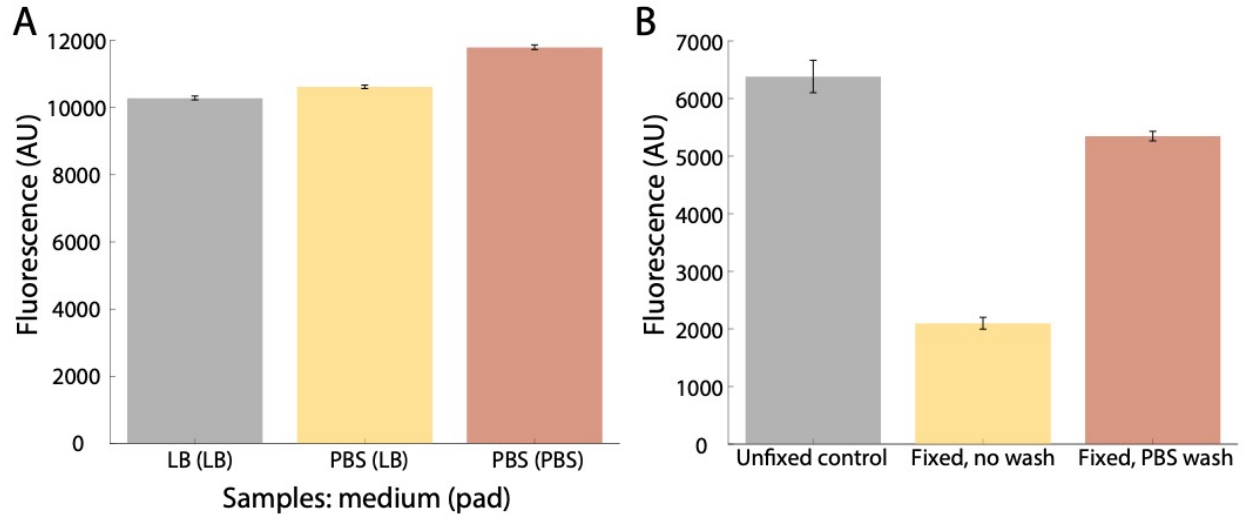 A
Fluorescence (AU)
12000
10000
8000
6000
4000
2000
0
LB (LB)
PBS (LB)
PBS (PBS)
Samples: medium (pad)
B
Fluorescence (AU)
7000
6000
5000
4000
3000
2000
1000
0
Unfixed control
Fixed, no wash
Fixed, PBS wash